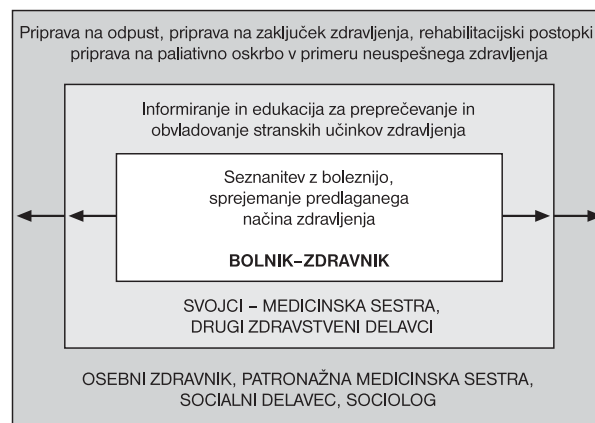 Priprava na odpust, priprava na zaključek zdravljenja, rehabilitacijski postopki
priprava na paliativno oskrbo v primeru neuspešnega zdravljenja
Informiranje in edukacija za preprečevanje in
obvladovanje stranskih učinkov zdravljenja
Seznanitev z boleznijo,
sprejemanje predlaganega
načina zdravljenja
BOLNIK–ZDRAVNIK
SVOJCI – MEDICINSKA SESTRA,
DRUGI ZDRAVSTVENI DELAVCI
OSEBNI ZDRAVNIK, PATRONAŽNA MEDICINSKA SESTRA,
SOCIALNI DELAVEC, SOCIOLOG